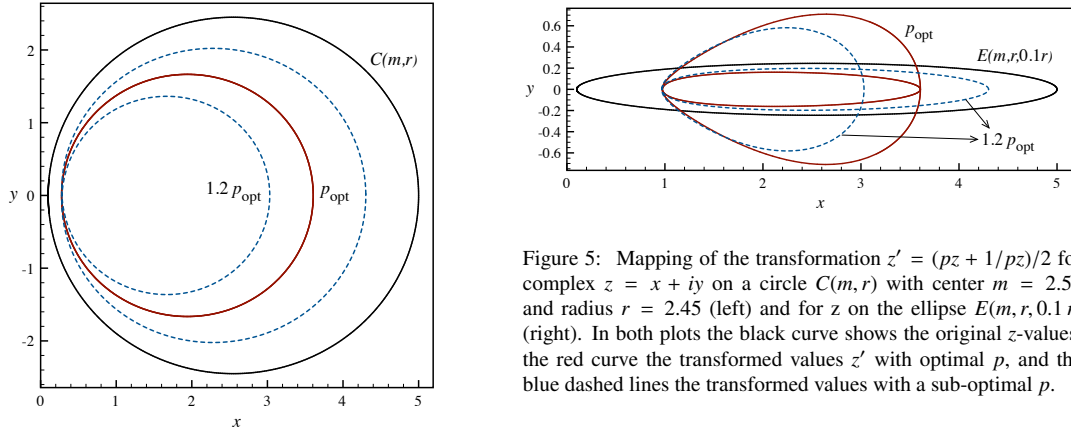 2
1
y 0
-1
-2
0 1 2 3 4 5
x
C(m,r)
1.2 p_opt
p_opt
0.6
0.4
0.2
y 0
-0.2
-0.4
-0.6
0 1 2 3 4 5
x
p_opt
E(m,r,0.1r)
1.2 p_opt
Figure 5: Mapping of the transformation z′ = (pz + 1/pz)/2 fo
complex z = x + iy on a circle C(m, r) with center m = 2.5
and radius r = 2.45 (left) and for z on the ellipse E(m, r, 0.1 r
(right). In both plots the black curve shows the original z-values
the red curve the transformed values z′ with optimal p, and th
blue dashed lines the transformed values with a sub-optimal p.